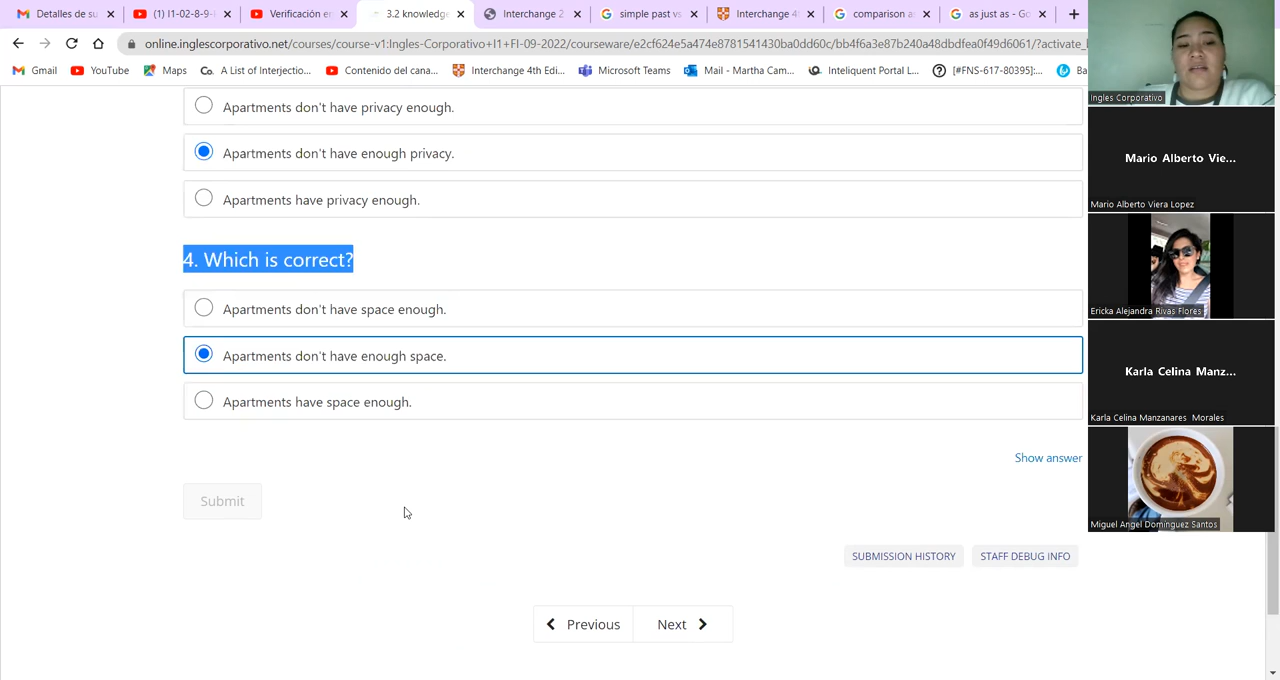 Detalles de su
(1) I1-02-8-9-
Verificación en
3.2 knowledge
Interchange 2
simple past vs
Interchange 4t
comparison a
as just as - Go
online.inglescorporativo.net/courses/course-v1:Ingles-Corporativo+I1+FI-09-2022/courseware/e2cf624e5a474e8781541430ba0dd60c/bb4f6a3e87b240a48dbdfea0f49d6061/?activate_
Gmail
YouTube
Maps
A List of Interjectio...
Contenido del cana...
Interchange 4th Edi...
Microsoft Teams
Mail - Martha Cam...
Inteliquent Portal L...
[#FNS-617-80395]:...
Ba
Apartments don't have privacy enough.
Apartments don't have enough privacy.
Apartments have privacy enough.
4. Which is correct?
Apartments don't have space enough.
Apartments don't have enough space.
Apartments have space enough.
Show answer
Submit
SUBMISSION HISTORY
STAFF DEBUG INFO
Previous
Next
Ingles Corporativo
Mario Alberto Vie...
Mario Alberto Viera Lopez
Ericka Alejandra Rivas Flores
Karla Celina Manz...
Karla Celina Manzanares Morales
Miguel Angel Dominguez Santos